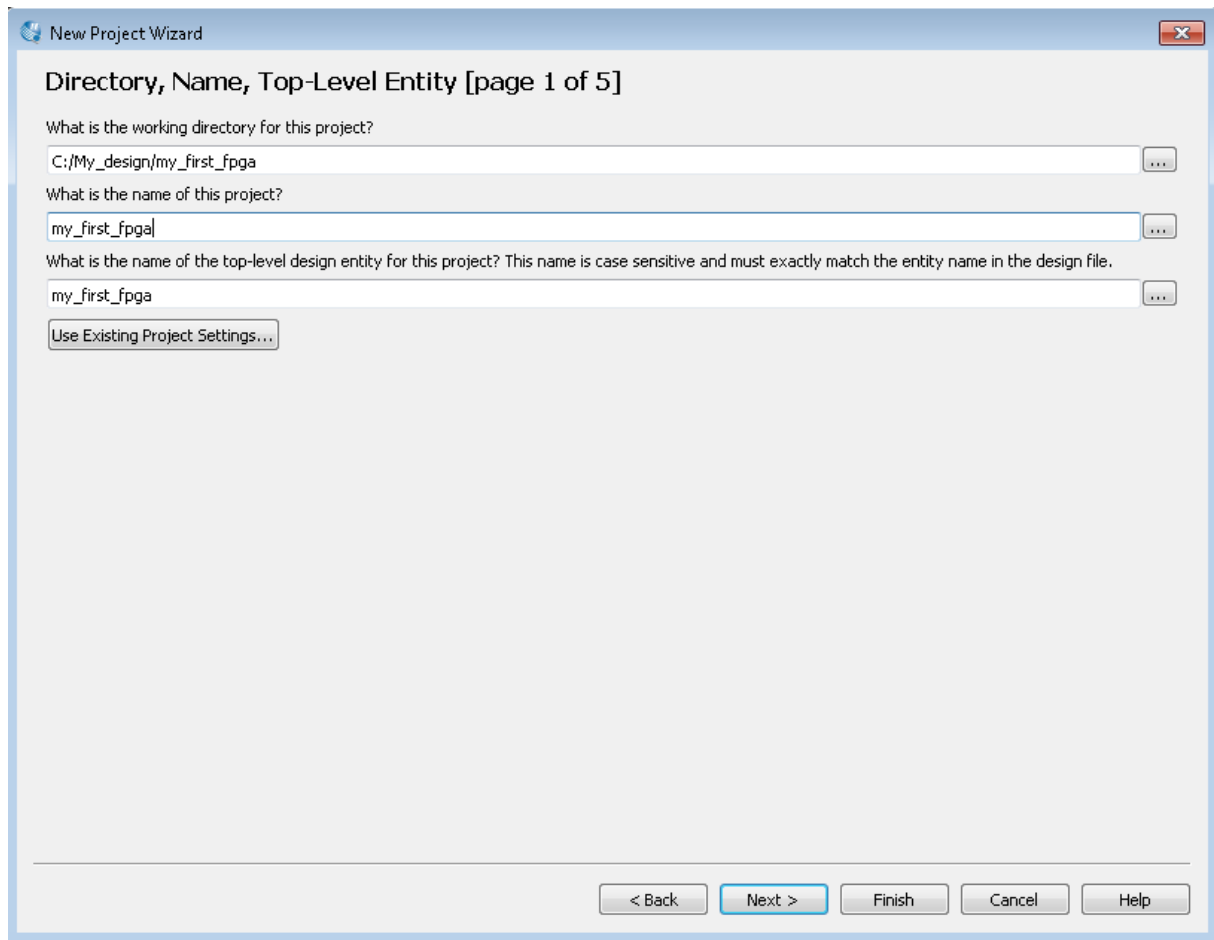 New Project Wizard
Directory, Name, Top-Level Entity [page 1 of 5]
What is the working directory for this project?
C:/My_design/my_first_fpga
...
What is the name of this project?
my_first_fpga
...
What is the name of the top-level design entity for this project? This name is case sensitive and must exactly match the entity name in the design file.
my_first_fpga
...
Use Existing Project Settings...
< Back Next > Finish Cancel Help